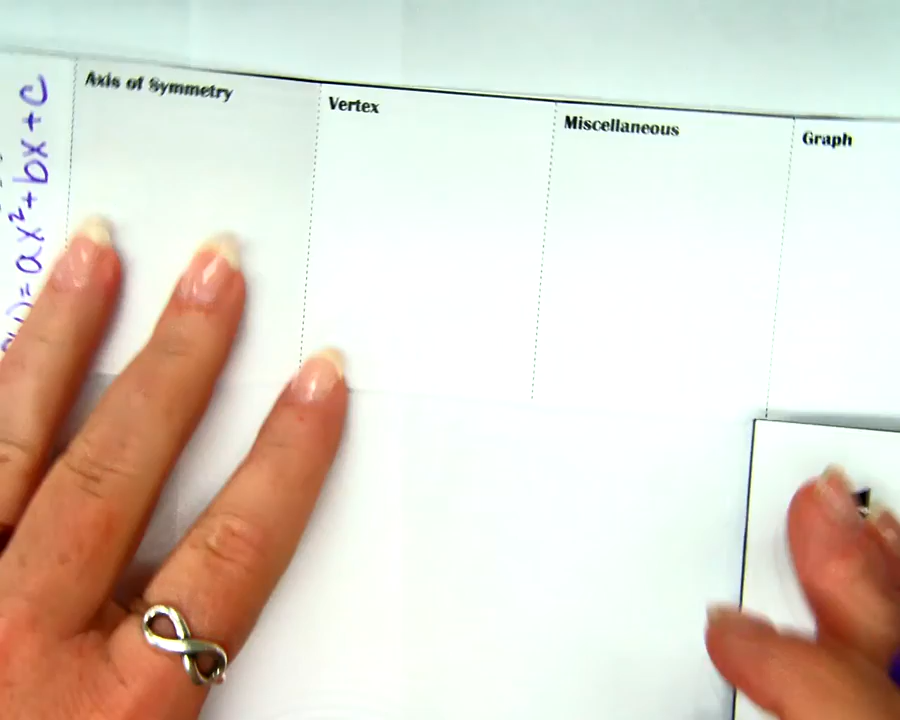 = ax² + bx + c
Axis of Symmetry
Vertex
Miscellaneous
Graph